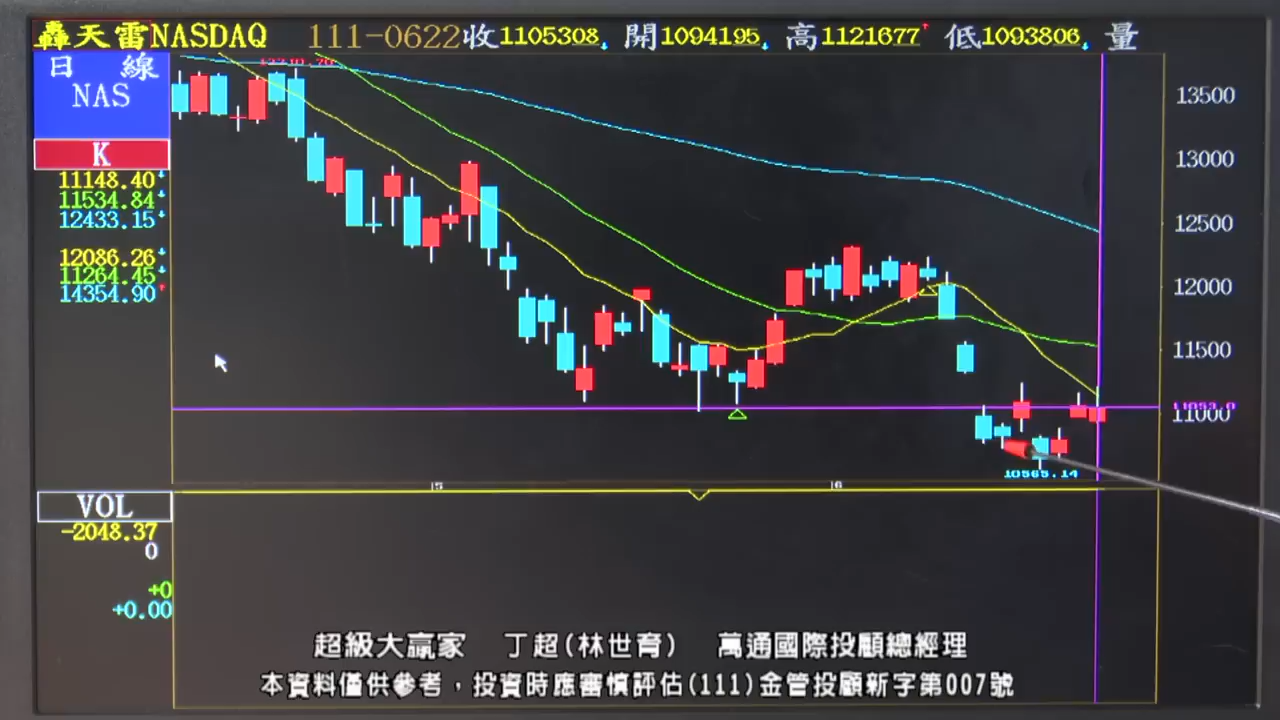 轟天雷NASDAQ 111-0622收1105308↓ 開1094195↓ 高1121677↑ 低1093806↓ 量
日 線
NAS
K
11148.40↓
11534.84↓
12433.15↓
12086.26↓
11264.45↓
14354.90↑
13500
13000
12500
12000
11500
11053.0
11000
10565.14
5
6
VOL
-2048.37
0
+0
+0.00
超級大贏家 丁超(林世育) 萬通國際投顧總經理
本資料僅供參考，投資時應審慎評估(111)金管投顧新字第007號